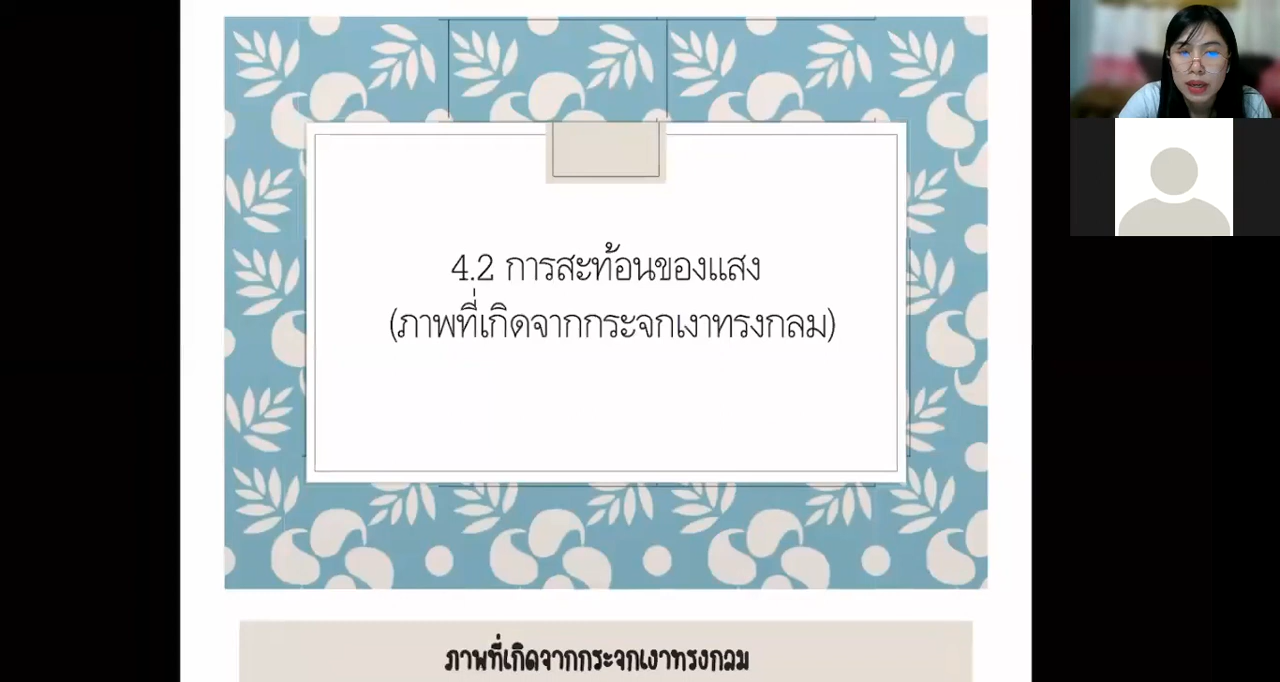 4.2 การสะท้อนของแสง
(ภาพที่เกิดจากกระจกเงาทรงกลม)
ภาพที่เกิดจากกระจกเงาทรงกลม